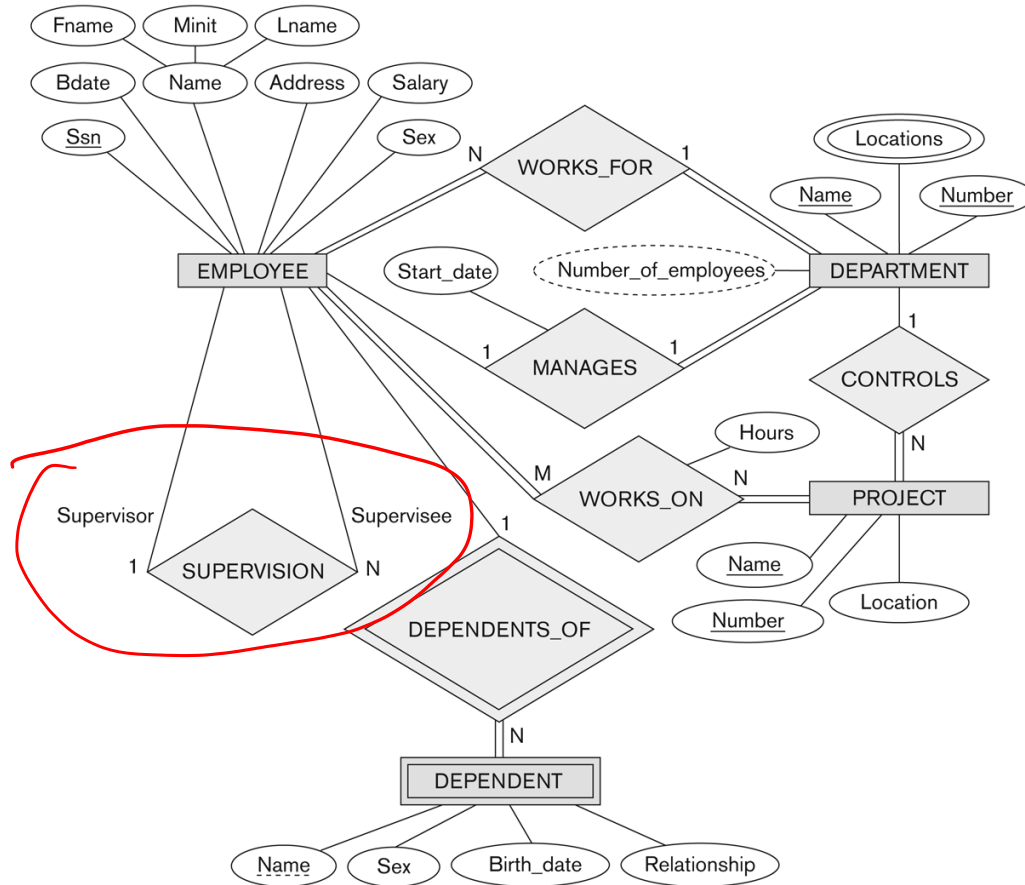 Fname Minit Lname
Bdate Name Address Salary
Ssn Sex
N WORKS_FOR 1
Locations
Name Number
EMPLOYEE Start_date Number_of_employees DEPARTMENT
1 MANAGES 1
1
CONTROLS
N
Hours
M WORKS_ON N
PROJECT
Supervisor Supervisee
1 SUPERVISION N
1
Name
Number Location
DEPENDENTS_OF
N
DEPENDENT
Name Sex Birth_date Relationship